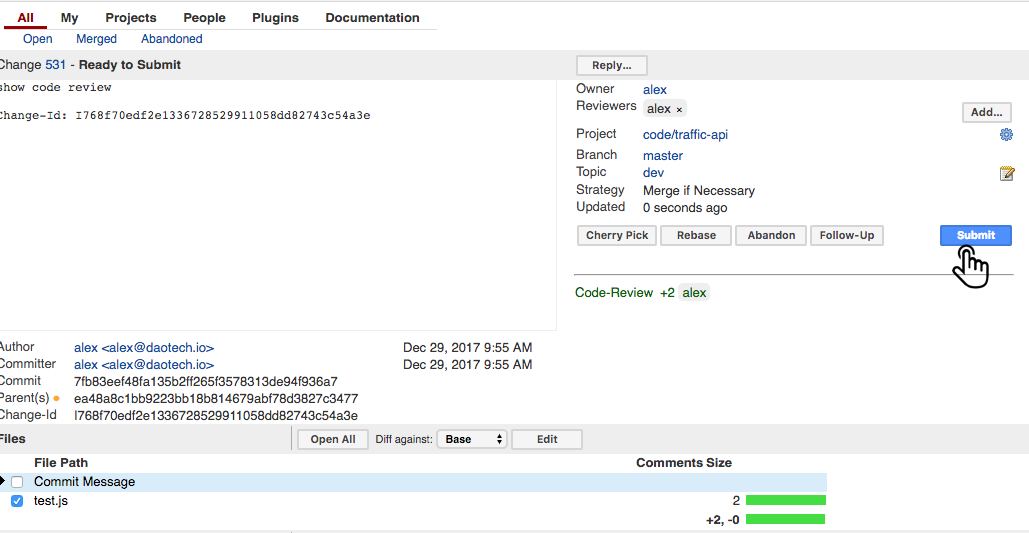 All My Projects People Plugins Documentation
Open Merged Abandoned
Change 531 - Ready to Submit
Reply...
show code review
Change-Id: I768f70edf2e1336728529911058dd82743c54a3e
Owner alex
Reviewers alex ×
Add...
Project code/traffic-api
Branch master
Topic dev
Strategy Merge if Necessary
Updated 0 seconds ago
Cherry Pick Rebase Abandon Follow-Up Submit
Code-Review +2 alex
Author alex <alex@daotech.io> Dec 29, 2017 9:55 AM
Committer alex <alex@daotech.io> Dec 29, 2017 9:55 AM
Commit 7fb83eef48fa135b2ff265f3578313de94f936a7
Parent(s) ea48a8c1bb9223bb18b814679abf78d3827c3477
Change-Id I768f70edf2e1336728529911058dd82743c54a3e
Files Open All Diff against: Base Edit
File Path Comments Size
Commit Message
test.js 2
+2, -0